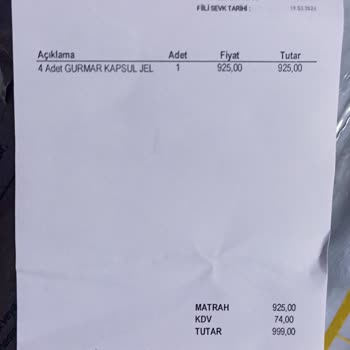 FİİLİ SEVK TARİHİ :
Açıklama Adet Fiyat Tutar
4 Adet GURMAR KAPSUL JEL 1 925,00 925,00
MATRAH 925,00
KDV 74,00
TUTAR 999,00